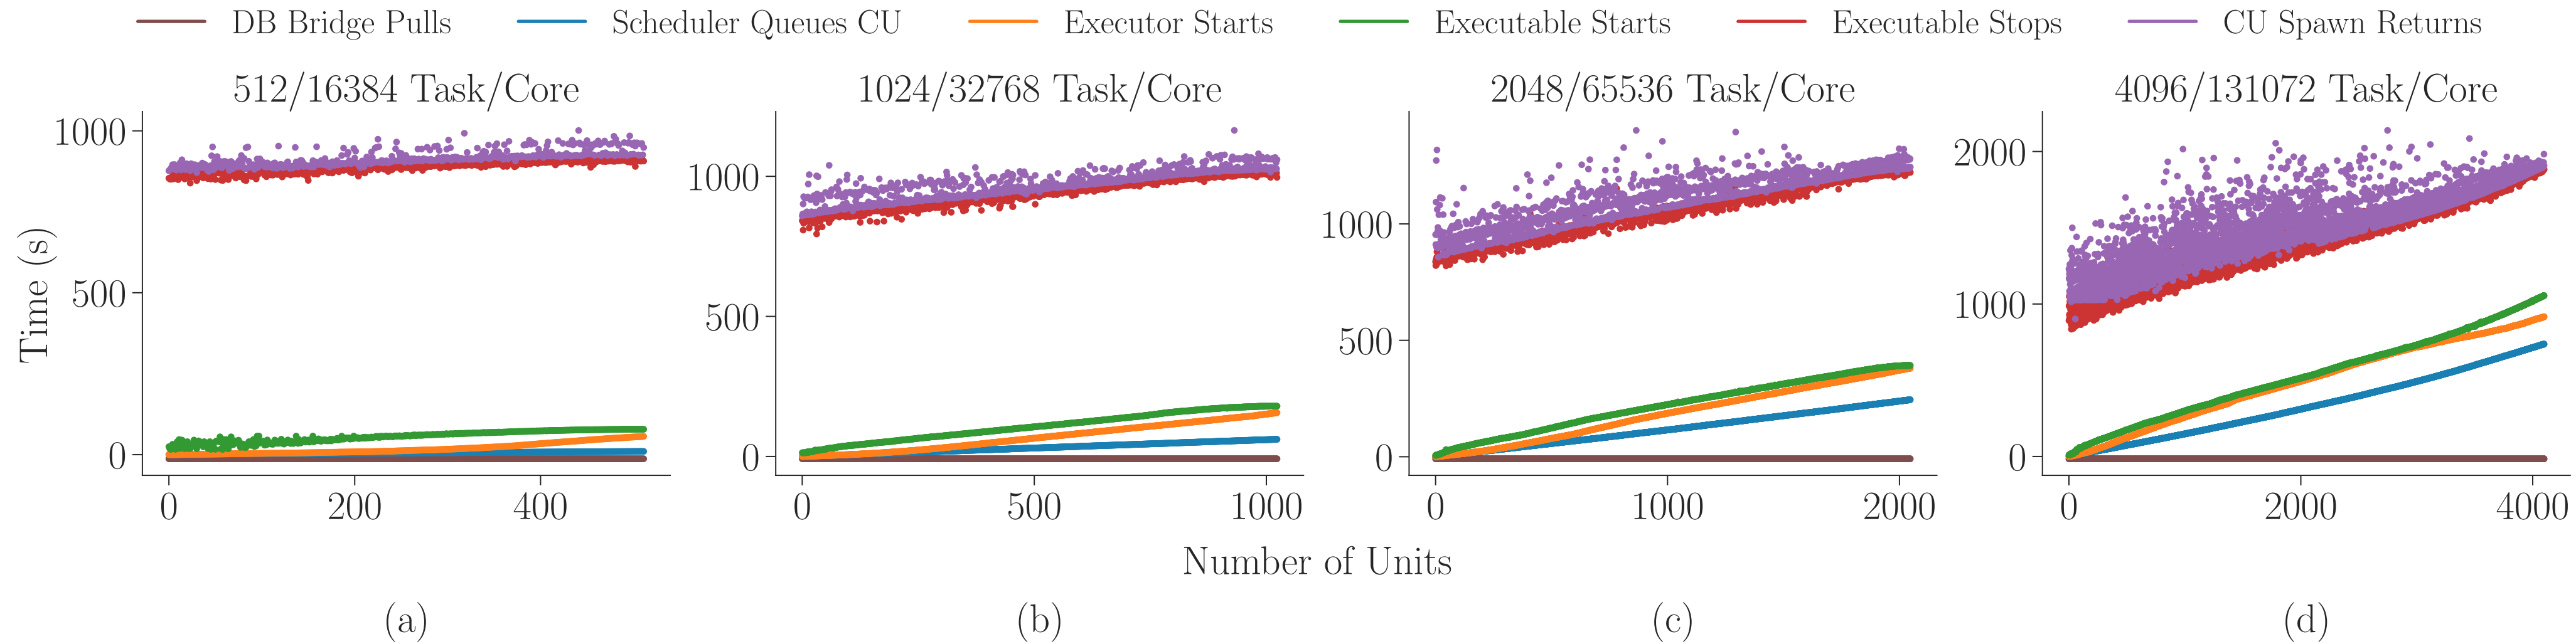 DB Bridge Pulls Scheduler Queues CU Executor Starts Executable Starts Executable Stops CU Spawn Returns
512/16384 Task/Core 1024/32768 Task/Core 2048/65536 Task/Core 4096/131072 Task/Core
Time (s)
1000
500
0
0 200 400
1000
500
0
0 500 1000
1000
500
0
0 1000 2000
2000
1000
0
0 2000 4000
Number of Units
(a) (b) (c) (d)